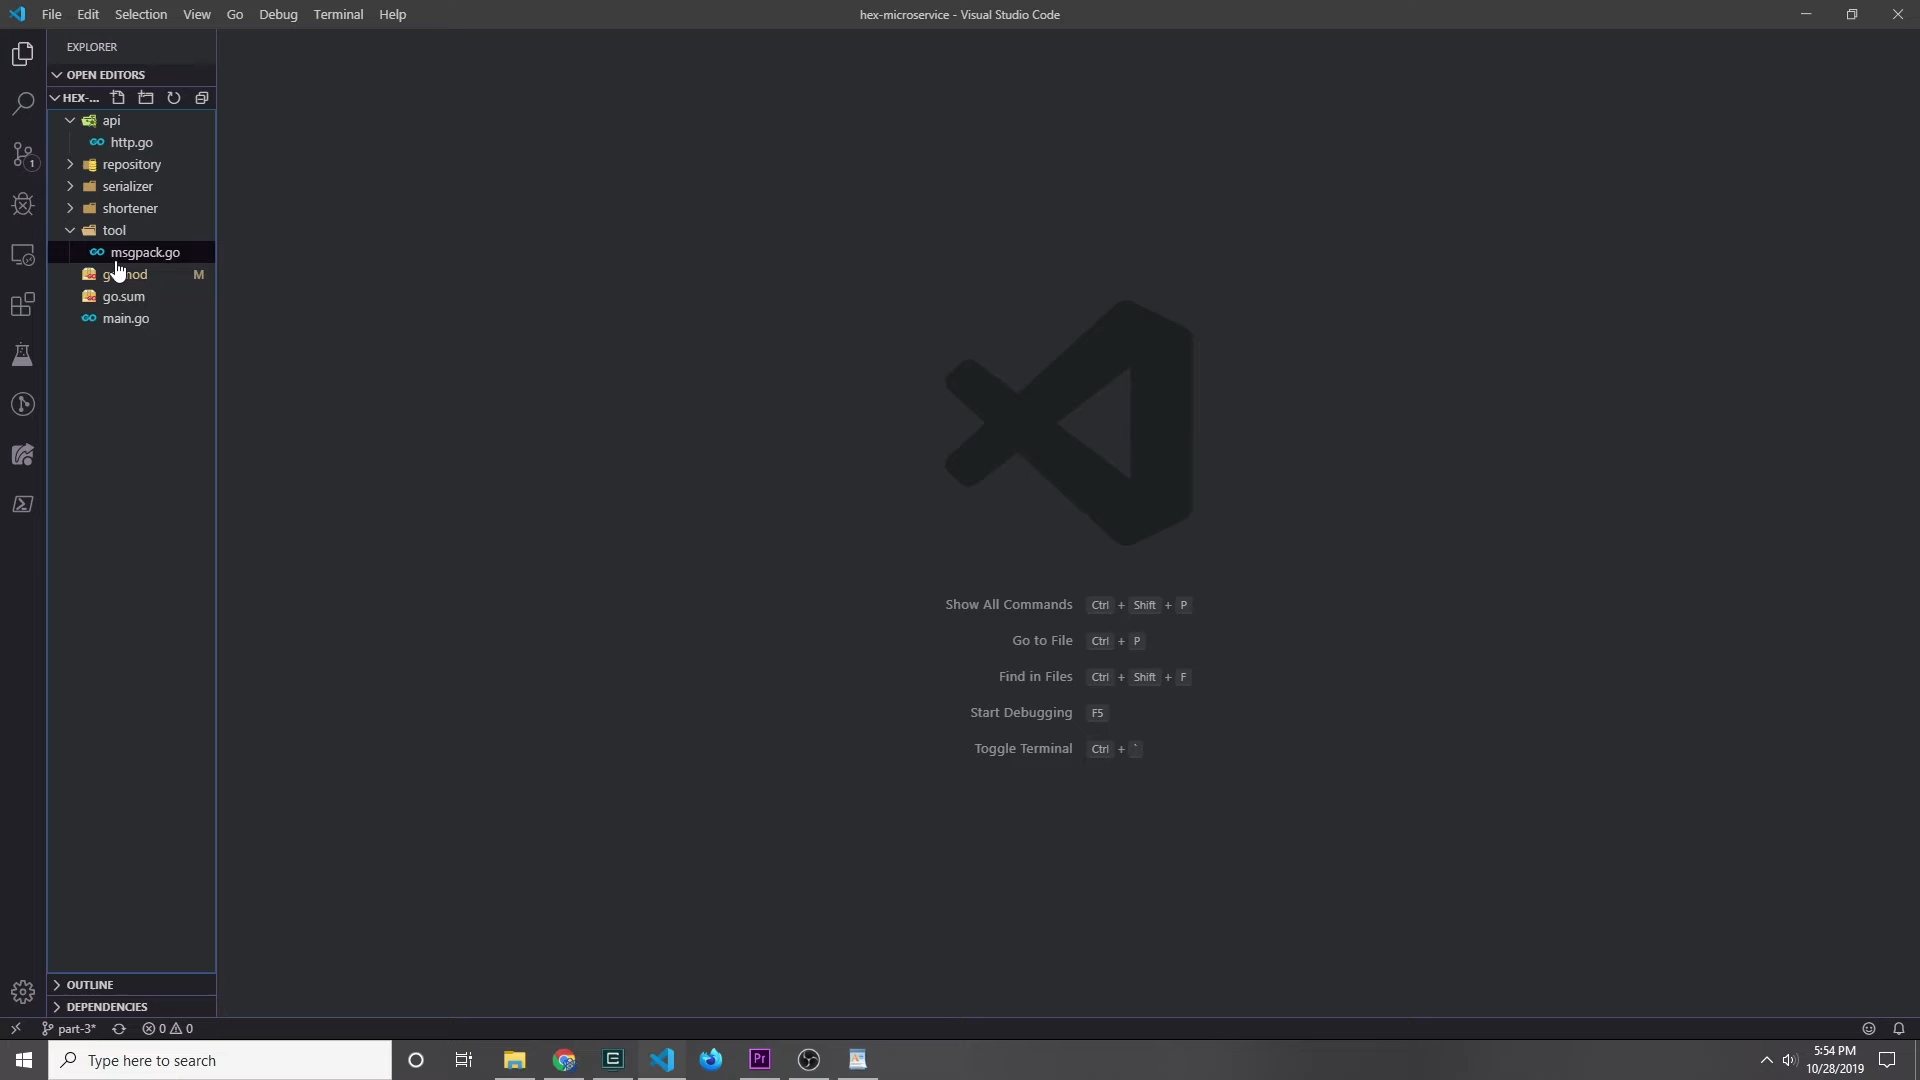 File Edit Selection View Go Debug Terminal Help
hex-microservice - Visual Studio Code
EXPLORER
OPEN EDITORS
HEX-...
api
http.go
repository
serializer
shortener
tool
msgpack.go
M
go.sum
main.go
1
Show All Commands Ctrl + Shift + P
Go to File Ctrl + P
Find in Files Ctrl + Shift + F
Start Debugging F5
Toggle Terminal Ctrl + `
OUTLINE
DEPENDENCIES
part-3* 0 0
Type here to search
Pr
5:54 PM
10/28/2019